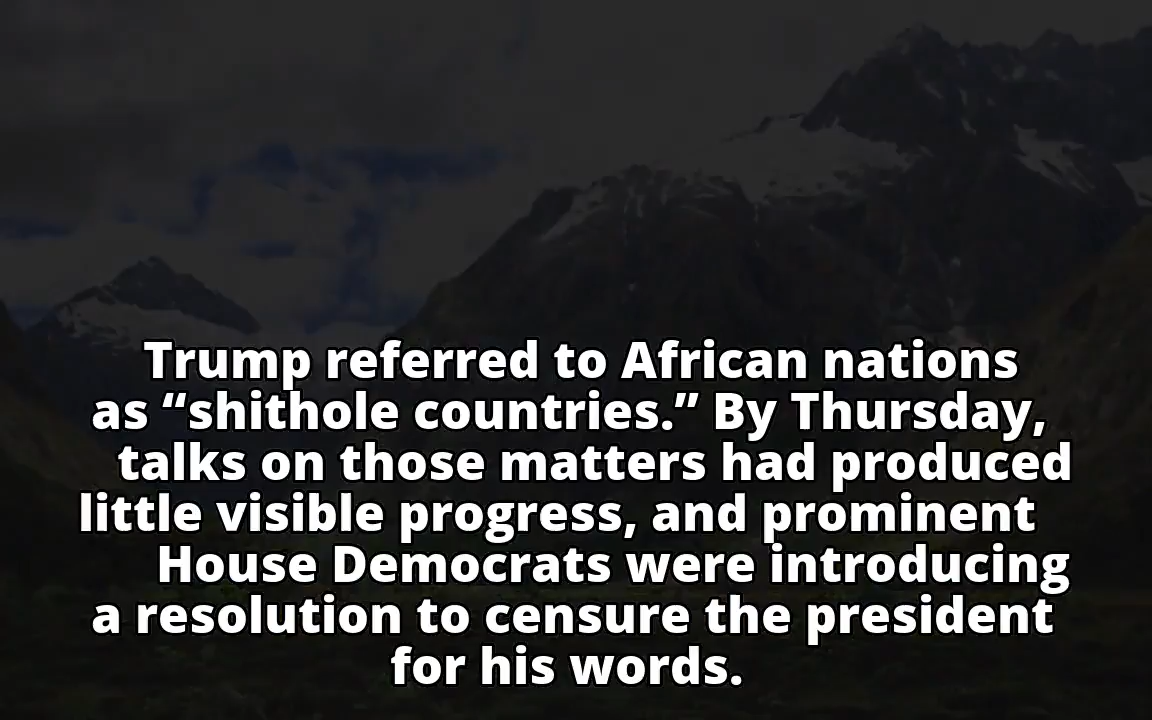 Trump referred to African nations
as “shithole countries.” By Thursday,
talks on those matters had produced
little visible progress, and prominent
House Democrats were introducing
a resolution to censure the president
for his words.